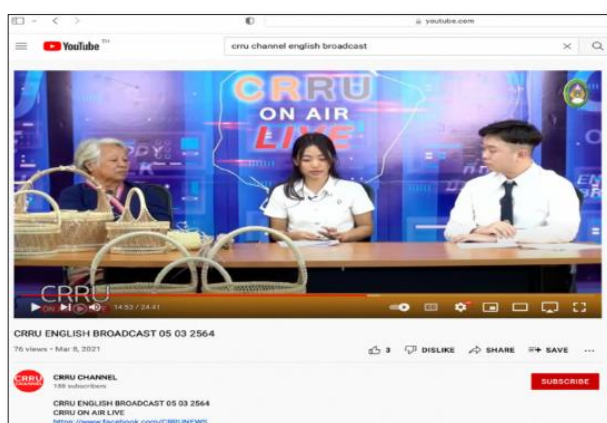 youtube.com
YouTube TH
crru channel english broadcast
CRRU
ON AIR
LIVE
CRRU
14:53 / 24:41
CRRU ENGLISH BROADCAST 05 03 2564
76 views • Mar 8, 2021
3 DISLIKE SHARE SAVE ...
CRRU CHANNEL
188 subscribers
SUBSCRIBE
CRRU ENGLISH BROADCAST 05 03 2564
CRRU ON AIR LIVE
https://www.facebook.com/CRRUNEWS